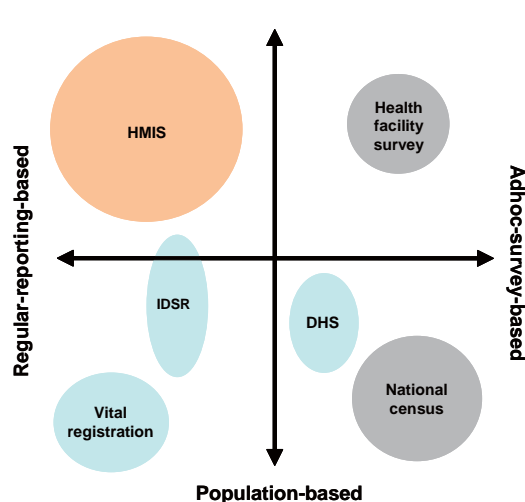 HMIS
Health
facility
survey
Regular-reporting-based
Adhoc-survey-based
IDSR
DHS
Vital
registration
National
census
Population-based